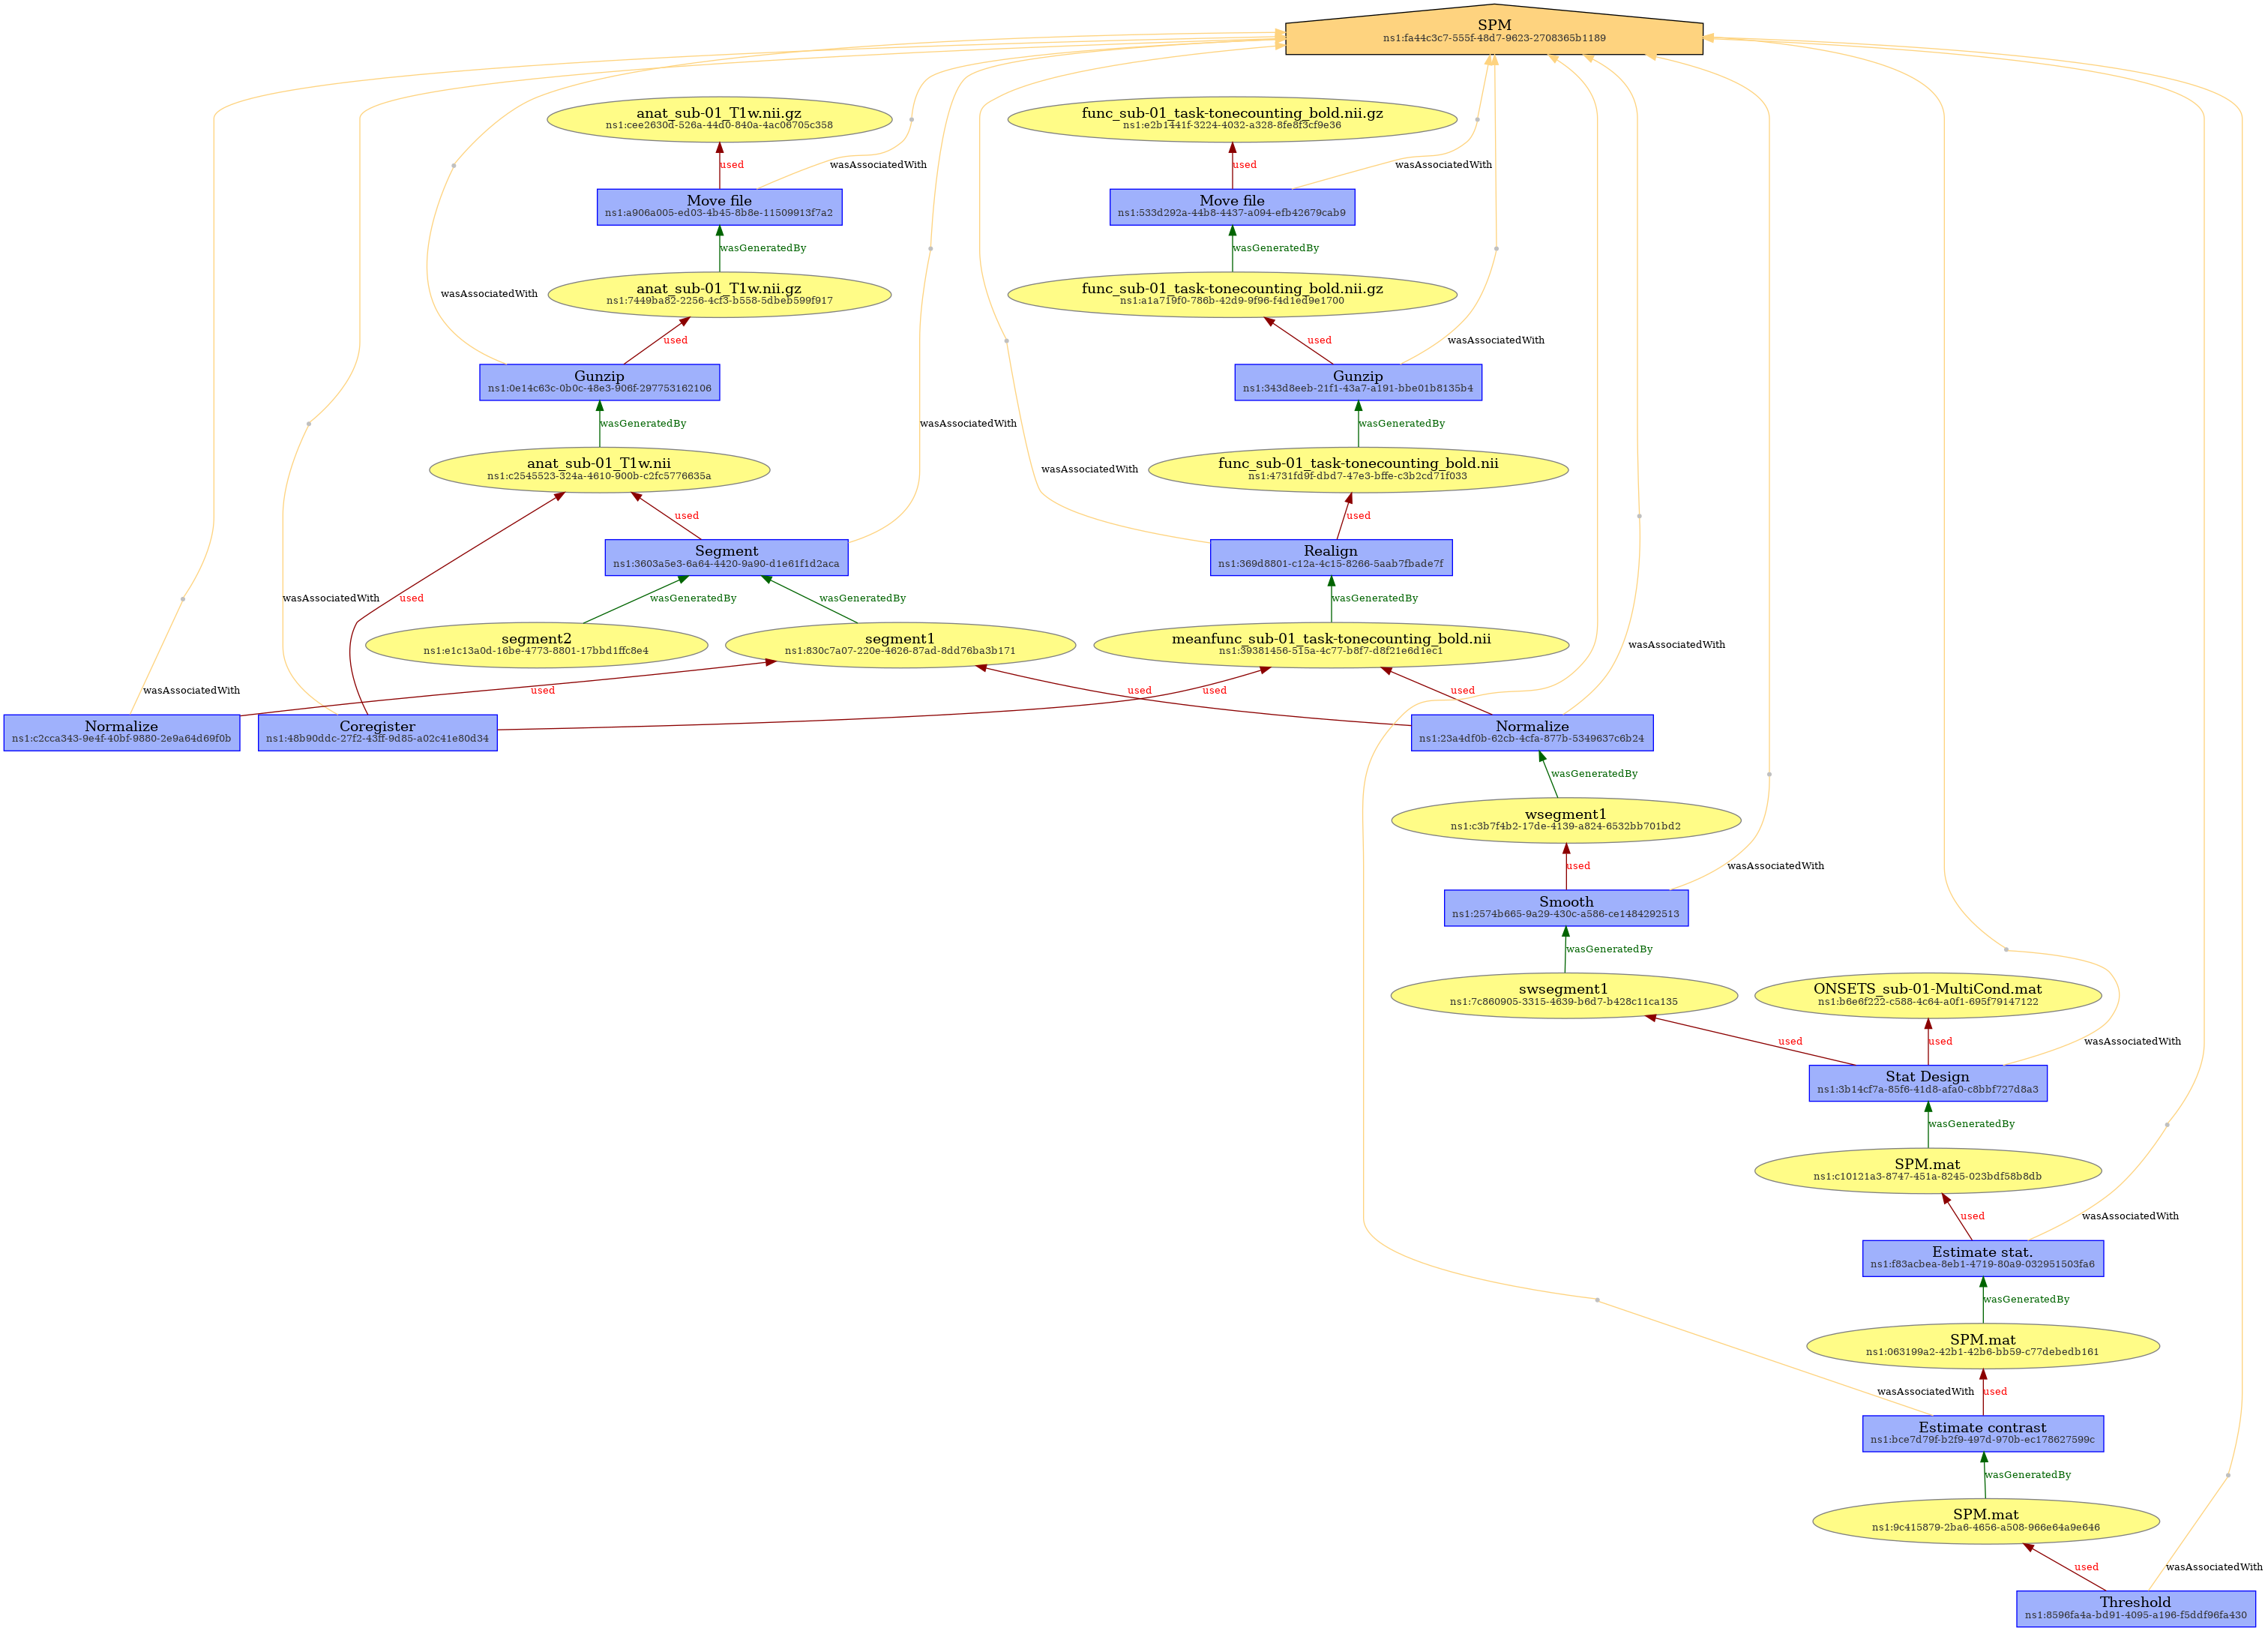 SPM
ns1:fa44c3c7-555f-48d7-9623-2708365b1189
anat_sub-01_T1w.nii.gz
ns1:cee2630d-526a-44d0-840a-4ac06705c358
func_sub-01_task-tonecounting_bold.nii.gz
ns1:e2b1441f-3224-4032-a328-8fe8f3cf9e36
used
wasAssociatedWith
used
wasAssociatedWith
Move file
ns1:a906a005-ed03-4b45-8b8e-11509913f7a2
Move file
ns1:533d292a-44b8-4437-a094-efb42679cab9
wasGeneratedBy
wasGeneratedBy
wasAssociatedWith
anat_sub-01_T1w.nii.gz
ns1:7449ba82-2256-4cf3-b558-5dbeb599f917
func_sub-01_task-tonecounting_bold.nii.gz
ns1:a1a719f0-786b-42d9-9f96-f4d1ed9e1700
used
used
wasAssociatedWith
Gunzip
ns1:0e14c63c-0b0c-48e3-906f-297753162106
Gunzip
ns1:343d8eeb-21f1-43a7-a191-bbe01b8135b4
wasGeneratedBy
wasAssociatedWith
wasGeneratedBy
anat_sub-01_T1w.nii
ns1:c2545523-324a-4610-900b-c2fc5776635a
wasAssociatedWith
func_sub-01_task-tonecounting_bold.nii
ns1:4731fd9f-dbd7-47e3-bffe-c3b2cd71f033
used
used
Segment
ns1:3603a5e3-6a64-4420-9a90-d1e61f1d2aca
Realign
ns1:369d8801-c12a-4c15-8266-5aab7fbade7f
wasAssociatedWith
used
wasGeneratedBy
wasGeneratedBy
wasGeneratedBy
segment2
ns1:e1c13a0d-16be-4773-8801-17bbd1ffc8e4
segment1
ns1:830c7a07-220e-4626-87ad-8dd76ba3b171
meanfunc_sub-01_task-tonecounting_bold.nii
ns1:39381456-515a-4c77-b8f7-d8f21e6d1ec1
wasAssociatedWith
wasAssociatedWith
used
used
used
used
Normalize
ns1:c2cca343-9e4f-40bf-9880-2e9a64d69f0b
Coregister
ns1:48b90ddc-27f2-43ff-9d85-a02c41e80d34
Normalize
ns1:23a4df0b-62cb-4cfa-877b-5349637c6b24
wasGeneratedBy
wsegment1
ns1:c3b7f4b2-17de-4139-a824-6532bb701bd2
used
wasAssociatedWith
Smooth
ns1:2574b665-9a29-430c-a586-ce1484292513
wasGeneratedBy
swsegment1
ns1:7c860905-3315-4639-b6d7-b428c11ca135
ONSETS_sub-01-MultiCond.mat
ns1:b6e6f222-c588-4c64-a0f1-695f79147122
used
used
wasAssociatedWith
Stat Design
ns1:3b14cf7a-85f6-41d8-afa0-c8bbf727d8a3
wasGeneratedBy
SPM.mat
ns1:c10121a3-8747-451a-8245-023bdf58b8db
used
wasAssociatedWith
Estimate stat.
ns1:f83acbea-8eb1-4719-80a9-032951503fa6
wasGeneratedBy
SPM.mat
ns1:063199a2-42b1-42b6-bb59-c77debedb161
wasAssociatedWith
used
Estimate contrast
ns1:bce7d79f-b2f9-497d-970b-ec178627599c
wasGeneratedBy
SPM.mat
ns1:9c415879-2ba6-4656-a508-966e64a9e646
used
wasAssociatedWith
Threshold
ns1:8596fa4a-bd91-4095-a196-f5ddf96fa430